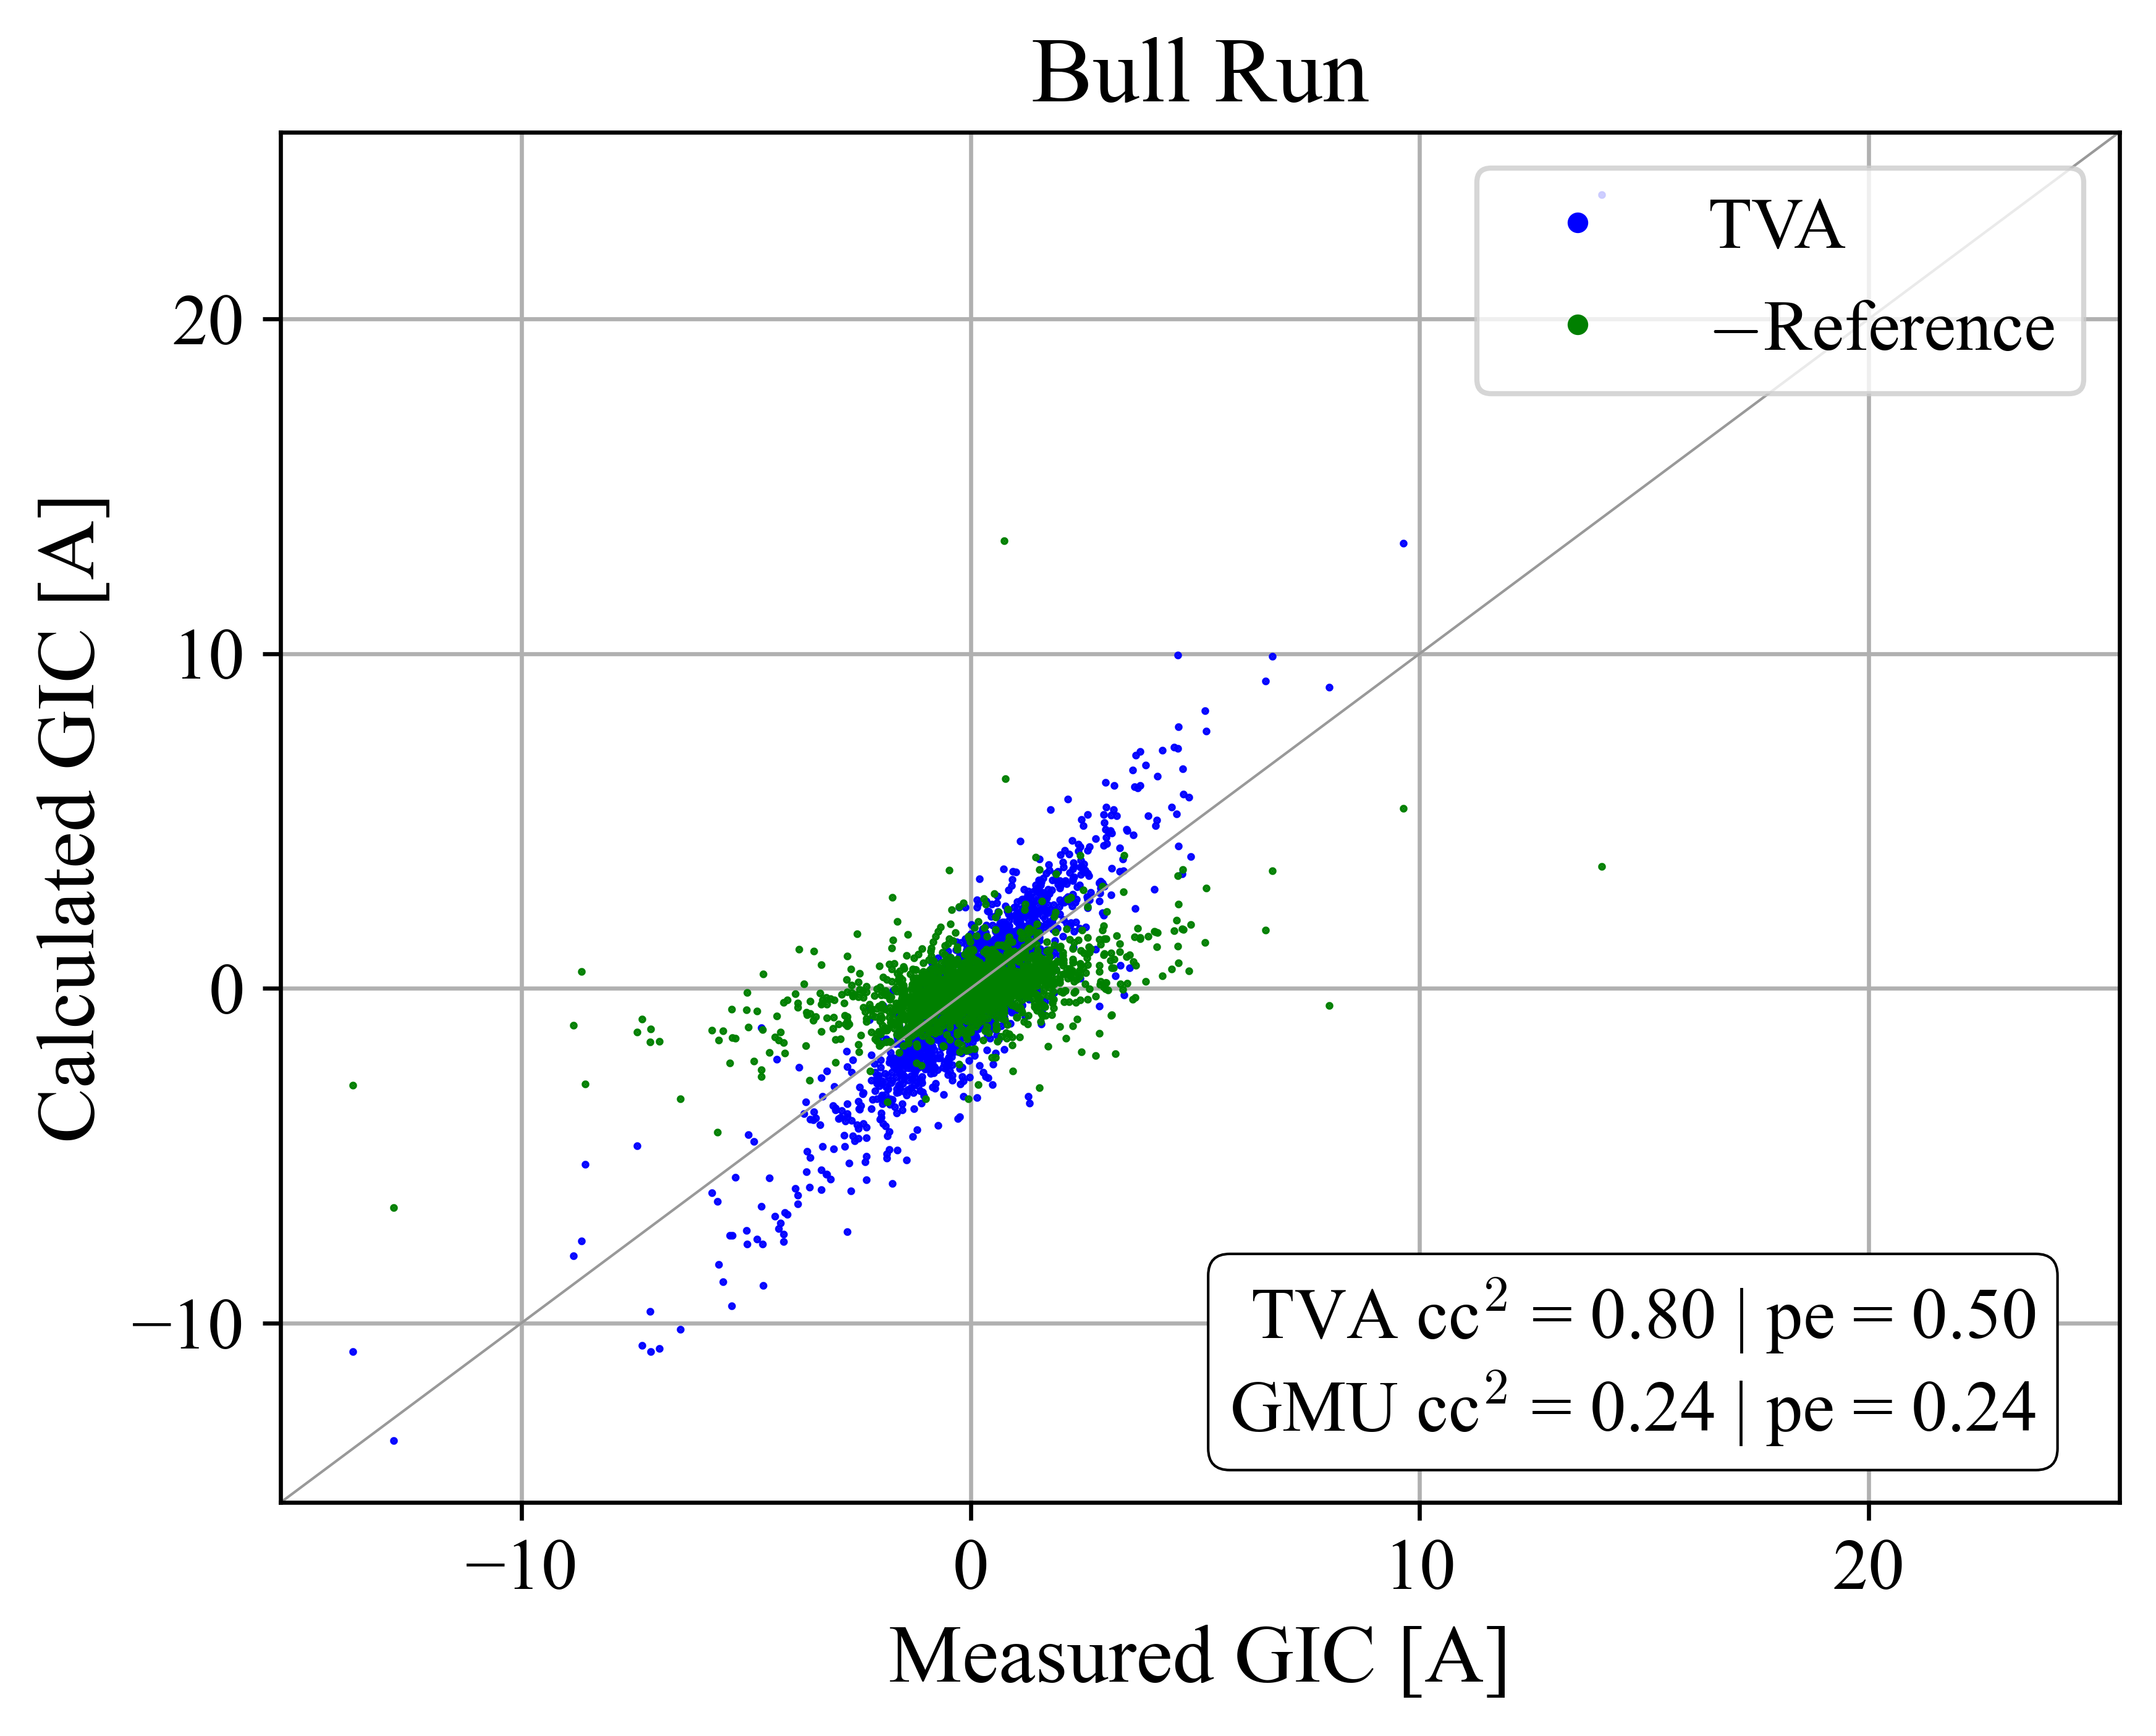 Bull Run
TVA
−Reference
20
10
0
−10
Calculated GIC [A]
TVA cc² = 0.80 | pe = 0.50
GMU cc² = 0.24 | pe = 0.24
−10 0 10 20
Measured GIC [A]